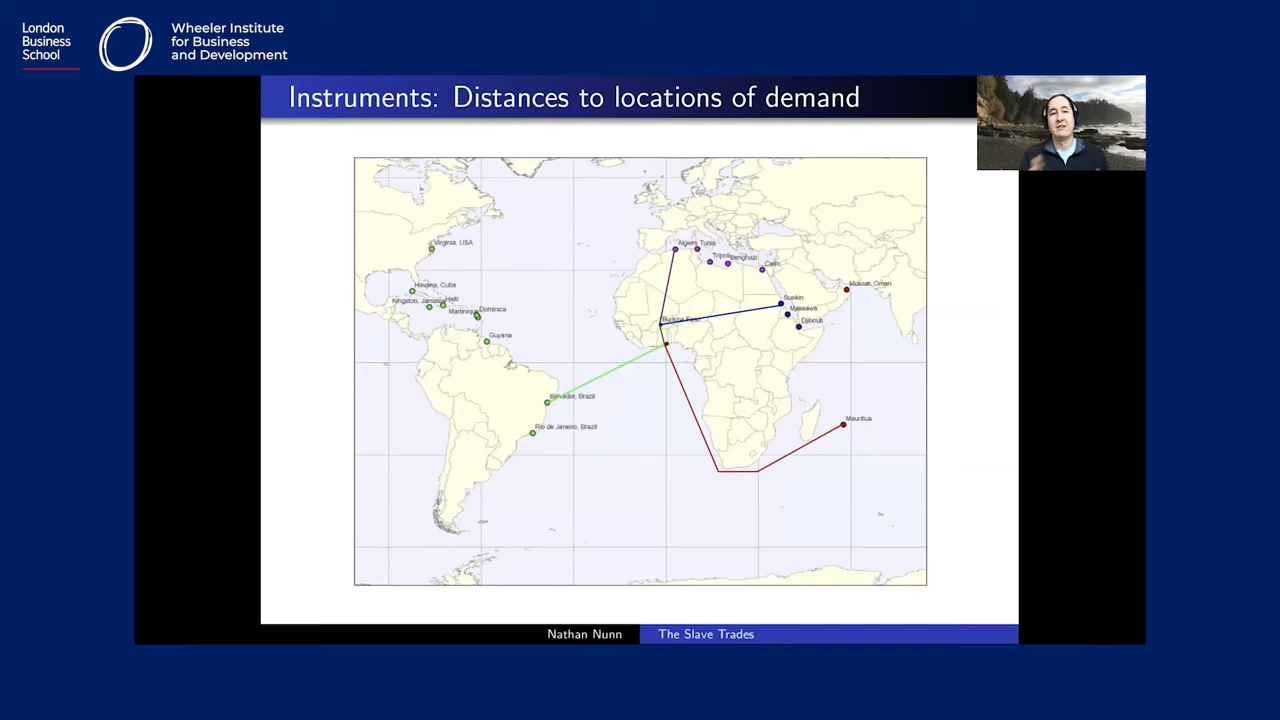 London
Business
School
Wheeler Institute
for Business
and Development
Instruments: Distances to locations of demand
Virginia, USA
Havana, Cuba
Kingston, Jamaica
Haiti
Martinique
Dominica
Guyana
Salvador, Brazil
Rio de Janeiro, Brazil
Algiers
Tunis
Tripoli
Benghazi
Cairo
Muscat, Oman
Suakin
Massawa
Djibouti
Burkina Faso
Mauritius
Nathan Nunn
The Slave Trades